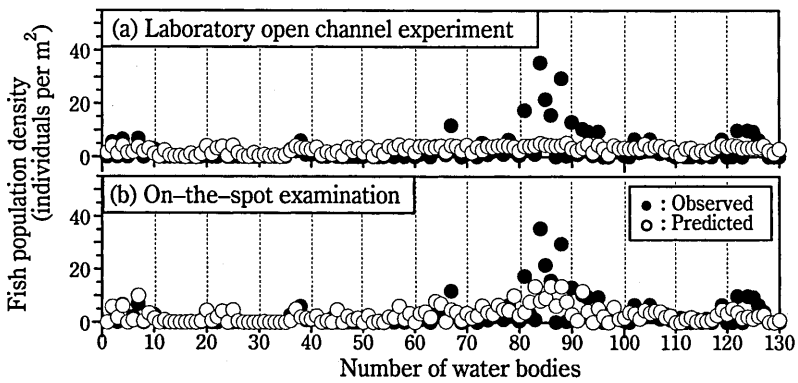 Fish population density
(individuals per m²)
(a) Laboratory open channel experiment
40
20
0
(b) On–the–spot examination
● : Observed
○ : Predicted
40
20
0
0 10 20 30 40 50 60 70 80 90 100 110 120 130
Number of water bodies